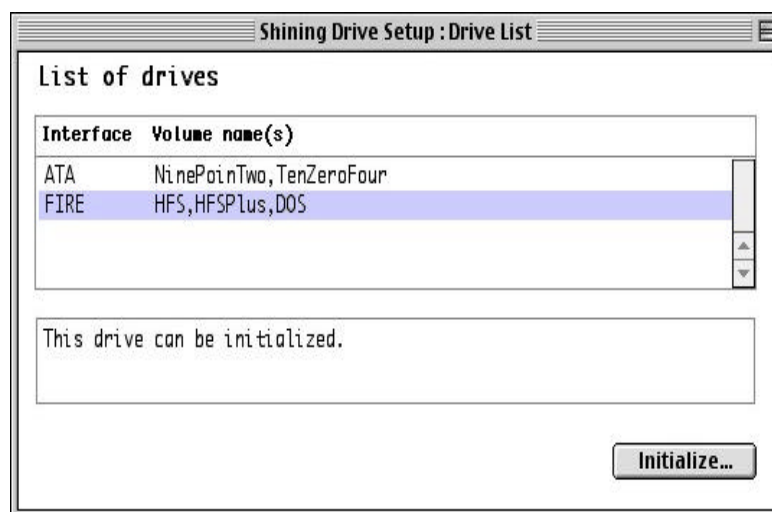 Shining Drive Setup : Drive List
List of drives
Interface Volume name(s)
ATA NinePoinTwo,TenZeroFour
FIRE HFS,HFSPlus,DOS
This drive can be initialized.
Initialize...